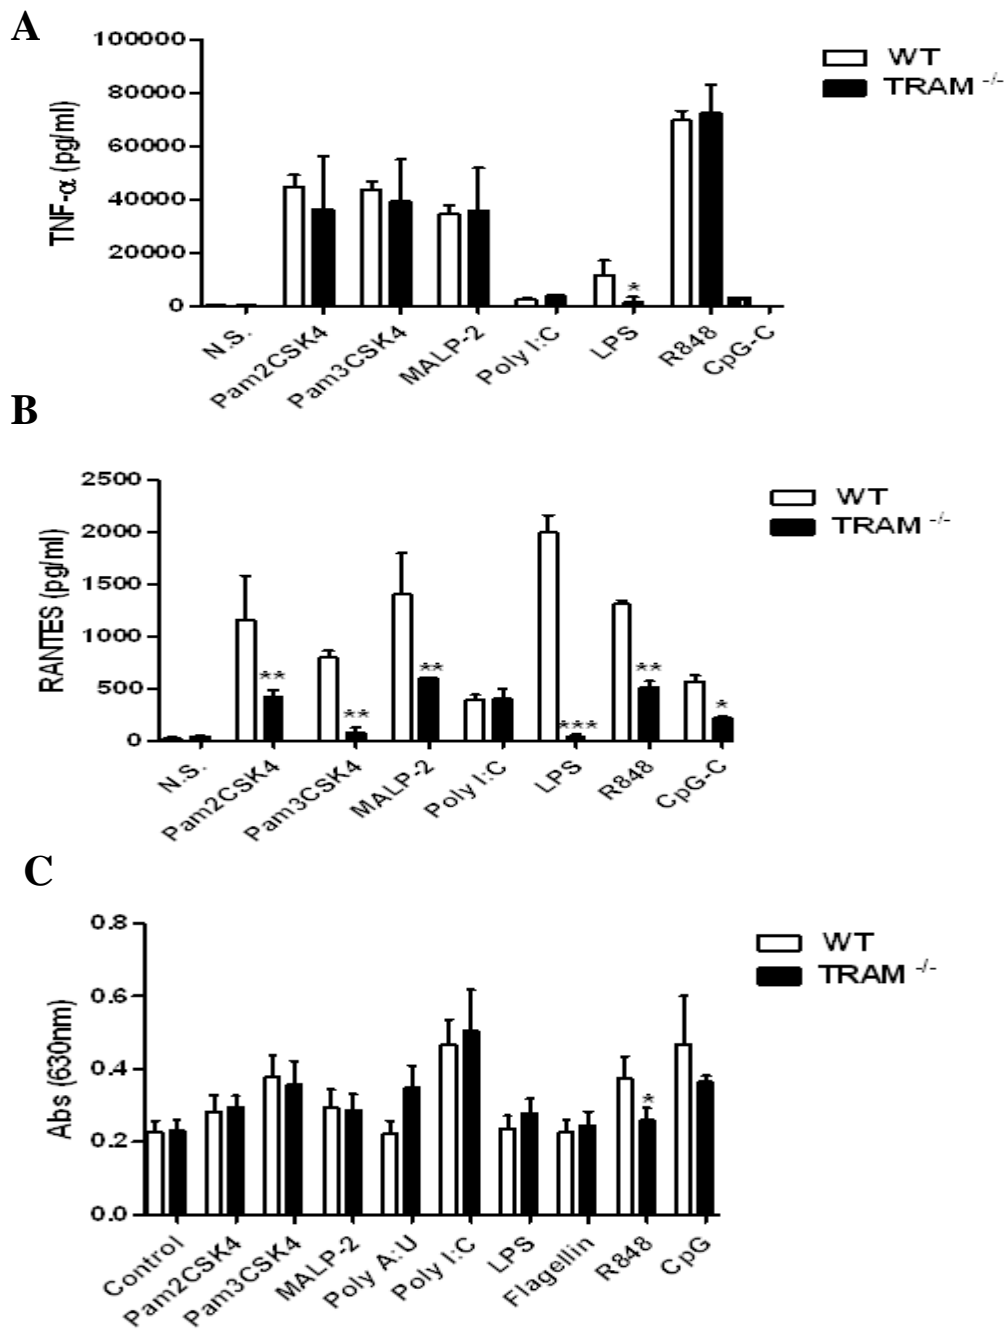 A
TNF-α (pg/ml)
100000
80000
60000
40000
20000
0
WT
TRAM -/-
*
N.S.
Pam2CSK4
Pam3CSK4
MALP-2
Poly I:C
LPS
R848
CpG-C
B
RANTES (pg/ml)
2500
2000
1500
1000
500
0
WT
TRAM -/-
**
**
**
***
**
*
N.S.
Pam2CSK4
Pam3CSK4
MALP-2
Poly I:C
LPS
R848
CpG-C
C
Abs (630nm)
0.8
0.6
0.4
0.2
0.0
WT
TRAM -/-
*
Control
Pam2CSK4
Pam3CSK4
MALP-2
Poly A:U
Poly I:C
LPS
Flagellin
R848
CpG